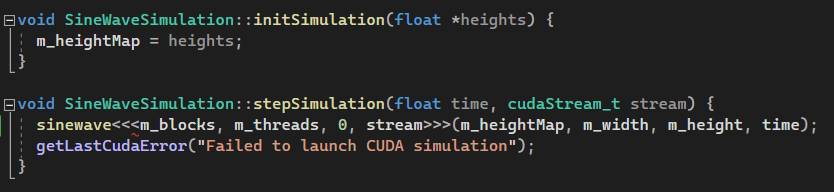 void SineWaveSimulation::initSimulation(float *heights) {
m_heightMap = heights;
}
void SineWaveSimulation::stepSimulation(float time, cudaStream_t stream) {
sinewave<<<m_blocks, m_threads, 0, stream>>>(m_heightMap, m_width, m_height, time);
getLastCudaError("Failed to launch CUDA simulation");
}